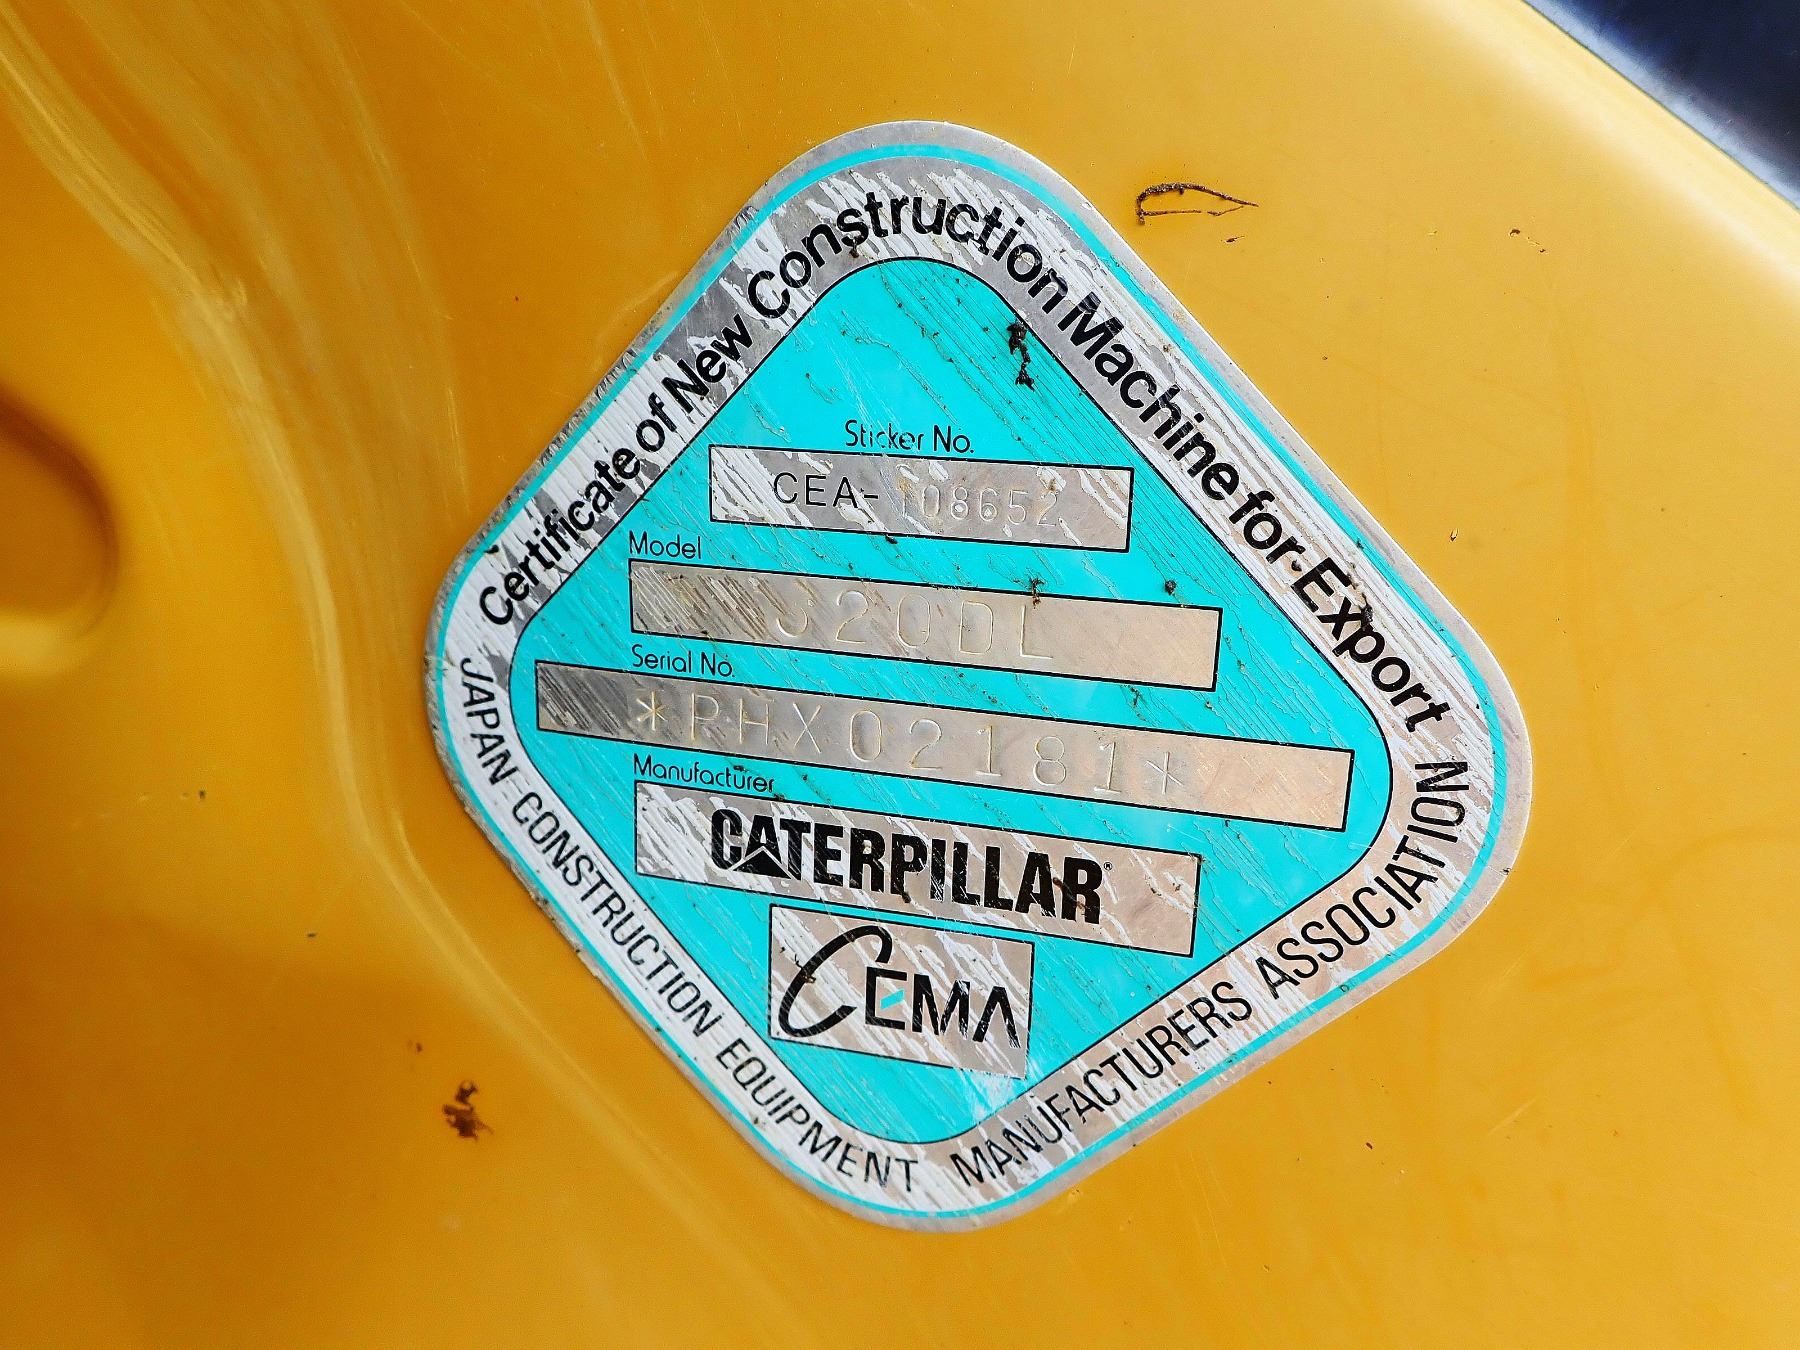 Certificate of New Construction Machine for Export
Sticker No.
CEA-108652
Model
320DL
Serial No.
*PHX02181*
Manufacturer
CATERPILLAR®
CEMA
JAPAN CONSTRUCTION EQUIPMENT MANUFACTURERS ASSOCIATION